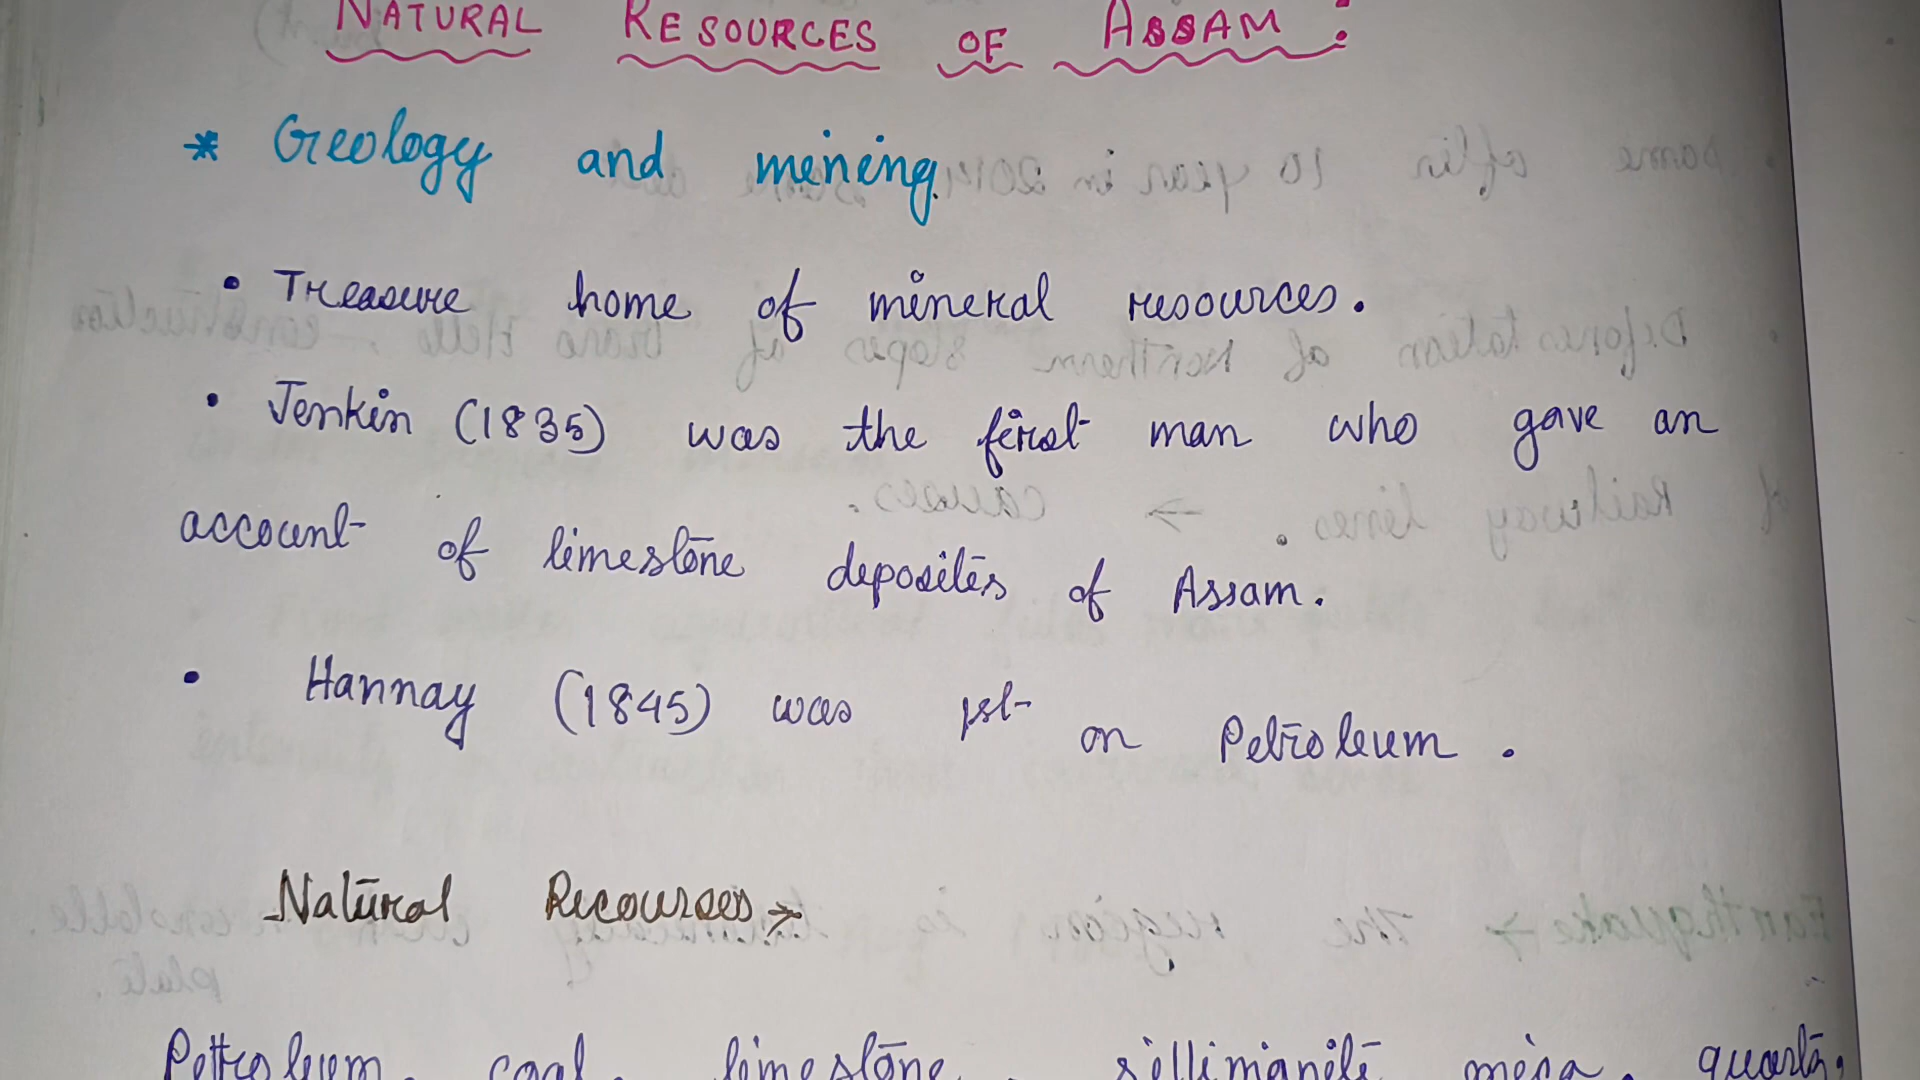 NATURAL RESOURCES OF ASSAM :
* Geology and mining.
• Treasure home of mineral resources.
• Jenkin (1835) was the first man who gave an
account of limestone deposits of Assam.
• Hannay (1845) was 1st on Petroleum.
Natural Recourses →
Petroleum, coal, limestone, sillimanite mica, quartz,